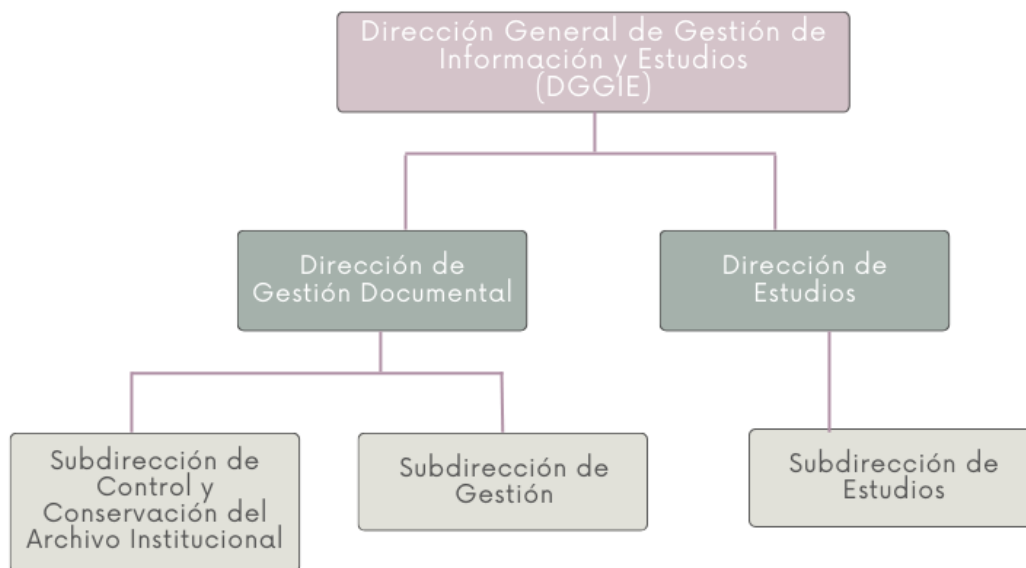 Dirección General de Gestión de
Información y Estudios
(DGGIE)
Dirección de
Gestión Documental
Dirección de
Estudios
Subdirección de
Control y
Conservación del
Archivo Institucional
Subdirección de
Gestión
Subdirección de
Estudios